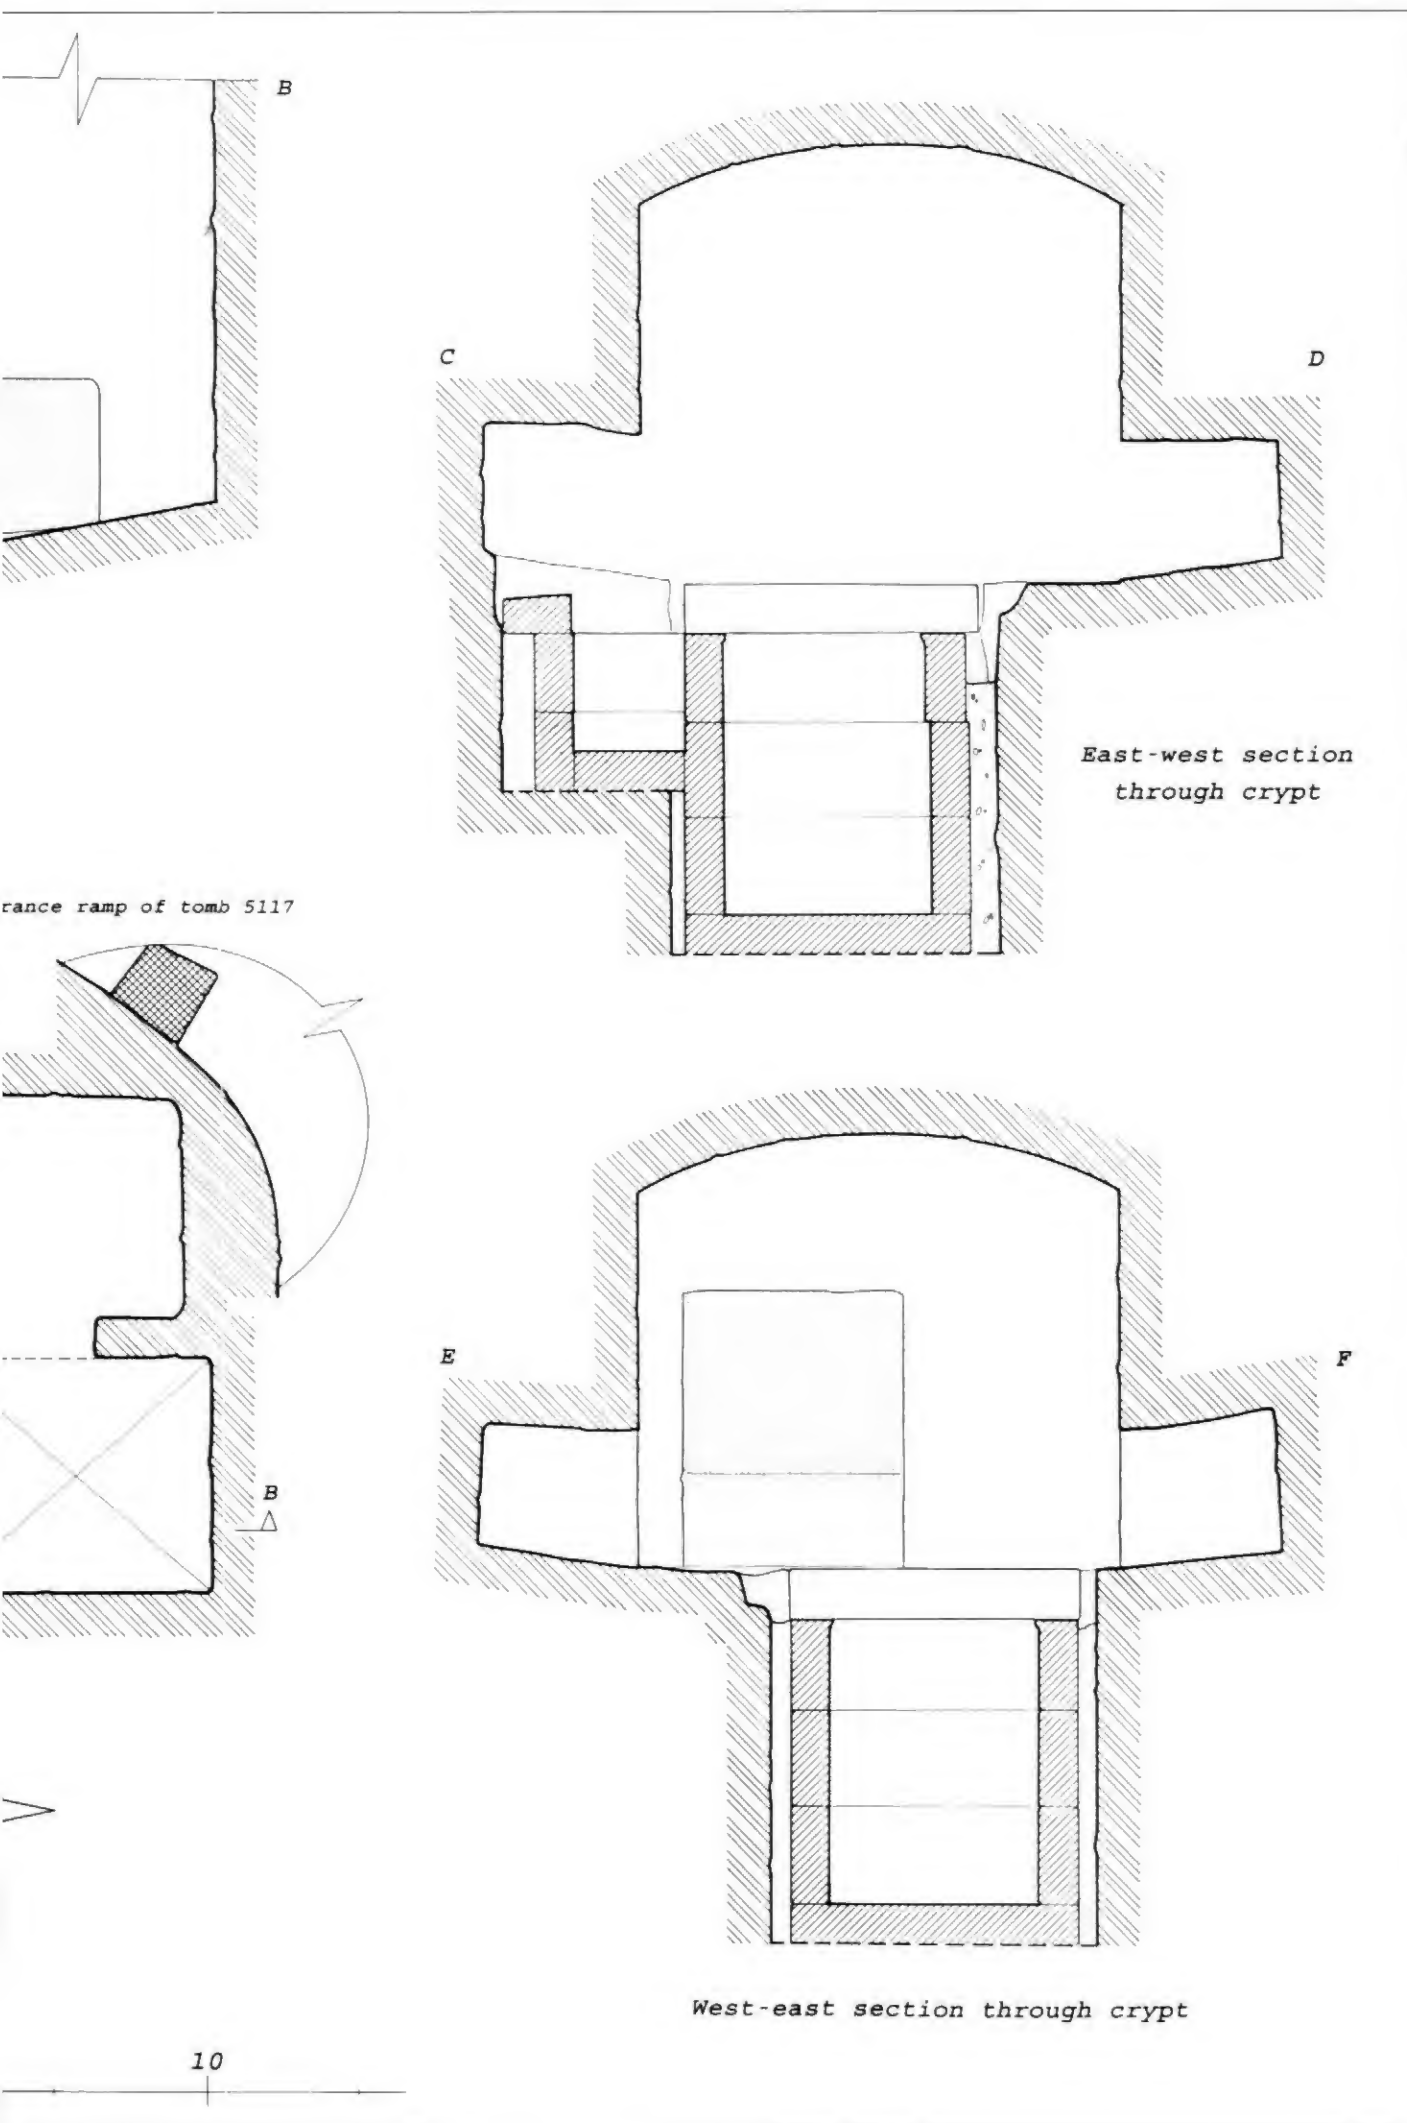 B
C
D
East-west section
through crypt
rance ramp of tomb 5117
E
F
B
West-east section through crypt
10